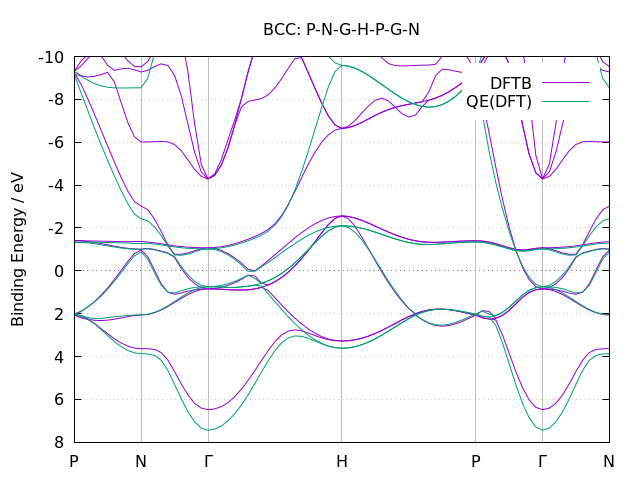 BCC: P-N-G-H-P-G-N
Binding Energy / eV
-10
-8
-6
-4
-2
0
2
4
6
8
DFTB
QE(DFT)
P N Γ H P Γ N